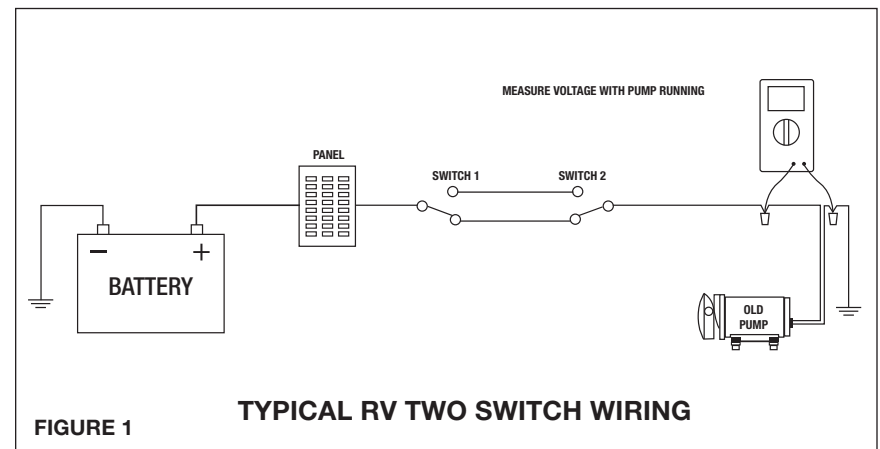 MEASURE VOLTAGE WITH PUMP RUNNING
PANEL
SWITCH 1
SWITCH 2
− +
BATTERY
OLD
PUMP
TYPICAL RV TWO SWITCH WIRING
FIGURE 1